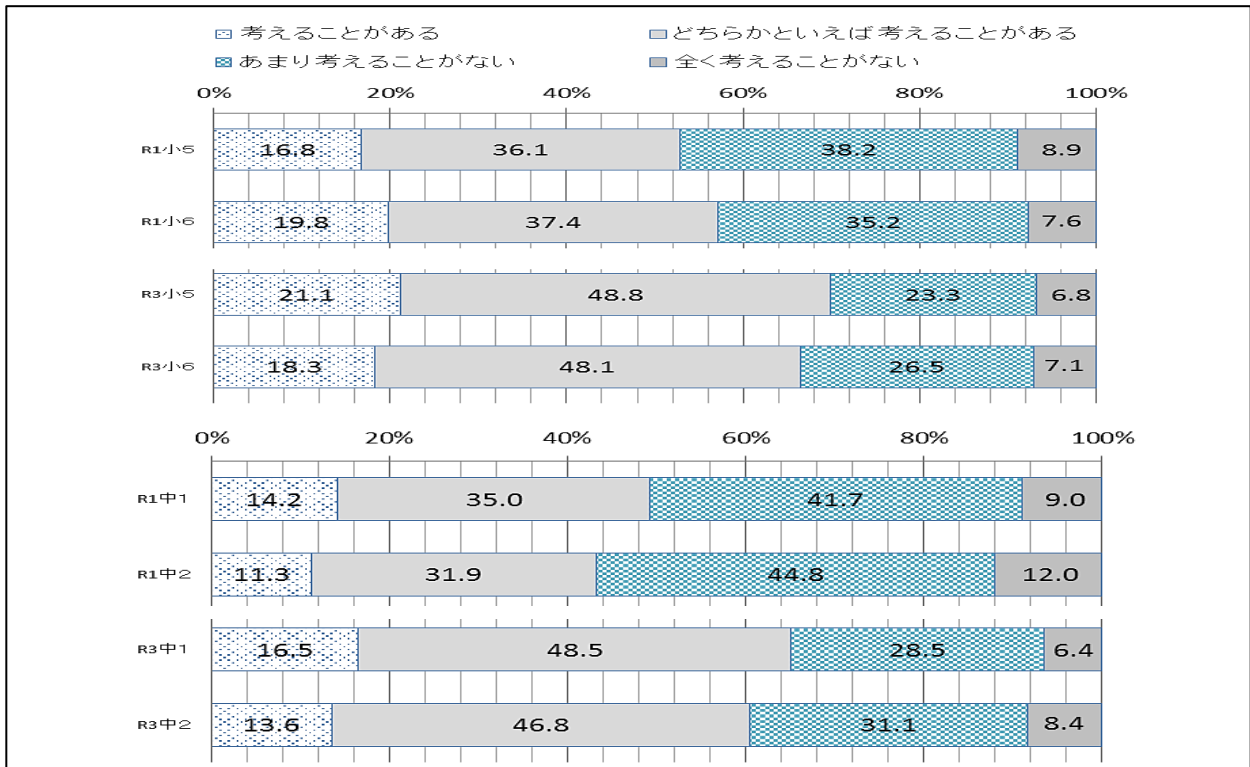 考えることがある どちらかといえば考えることがある
あまり考えることがない 全く考えることがない
0% 20% 40% 60% 80% 100%
R1小5 16.8 36.1 38.2 8.9
R1小6 19.8 37.4 35.2 7.6
R3小5 21.1 48.8 23.3 6.8
R3小6 18.3 48.1 26.5 7.1
0% 20% 40% 60% 80% 100%
R1中1 14.2 35.0 41.7 9.0
R1中2 11.3 31.9 44.8 12.0
R3中1 16.5 48.5 28.5 6.4
R3中2 13.6 46.8 31.1 8.4